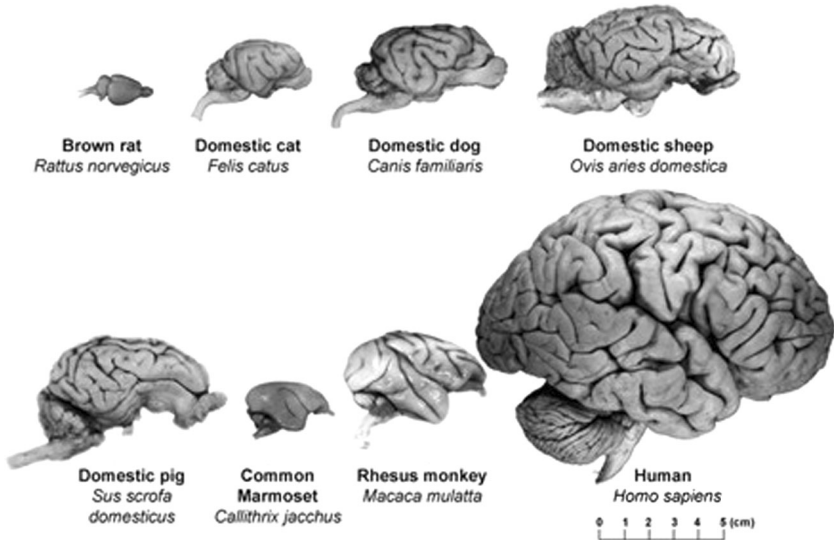 Brown rat
Rattus norvegicus
Domestic cat
Felis catus
Domestic dog
Canis familiaris
Domestic sheep
Ovis aries domestica
Domestic pig
Sus scrofa
domesticus
Common
Marmoset
Callithrix jacchus
Rhesus monkey
Macaca mulatta
Human
Homo sapiens
0 1 2 3 4 5 (cm)